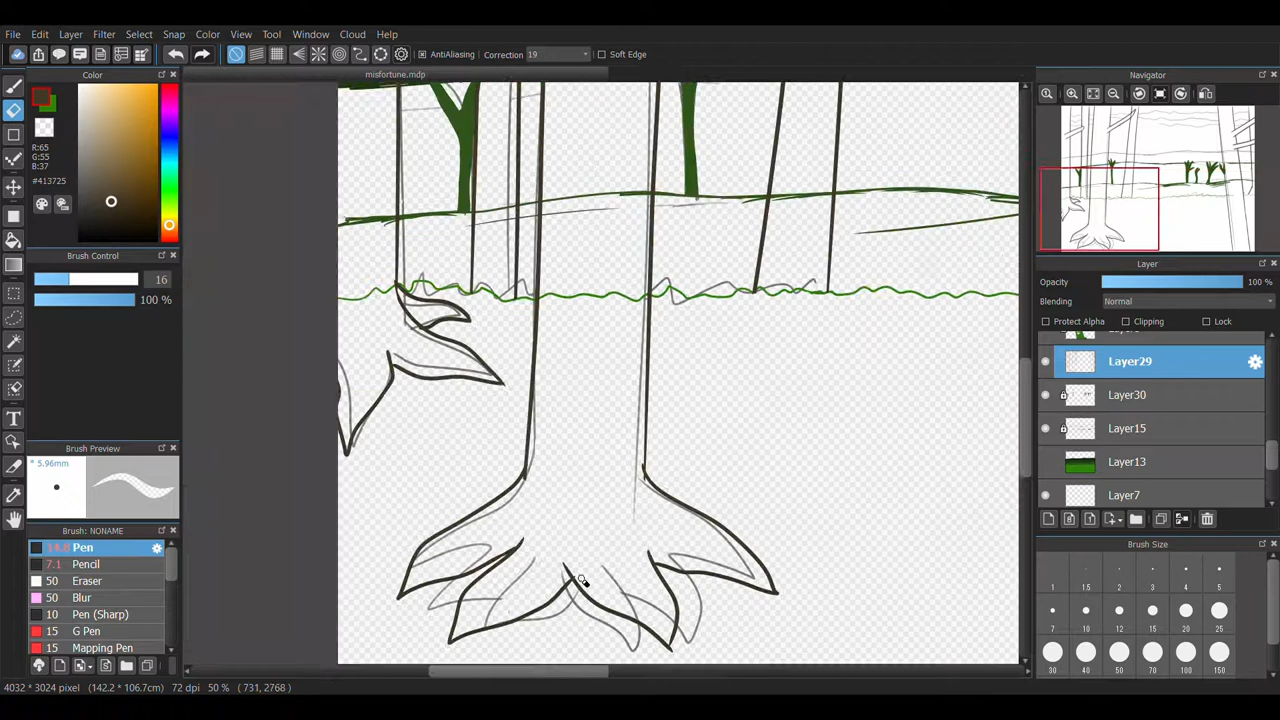 File Edit Layer Filter Select Snap Color View Tool Window Cloud Help
AntiAliasing Correction 19 Soft Edge
Color
misfortune.mdp
Navigator
R:65
G:55
B:37
#413725
Brush Control
16
100 %
Layer
Opacity 100 %
Blending Normal
Protect Alpha Clipping Lock
Layer29
Layer30
Layer15
Layer13
Layer7
Brush Preview
* 5.96mm
Brush: NONAME
14.8 Pen
7.1 Pencil
50 Eraser
50 Blur
10 Pen (Sharp)
15 G Pen
15 Mapping Pen
Brush Size
1 1.5 2 3 4 5
7 10 12 15 20 25
30 40 50 70 100 150
4032 * 3024 pixel (142.2 * 106.7cm) 72 dpi 50 % ( 731, 2768 )